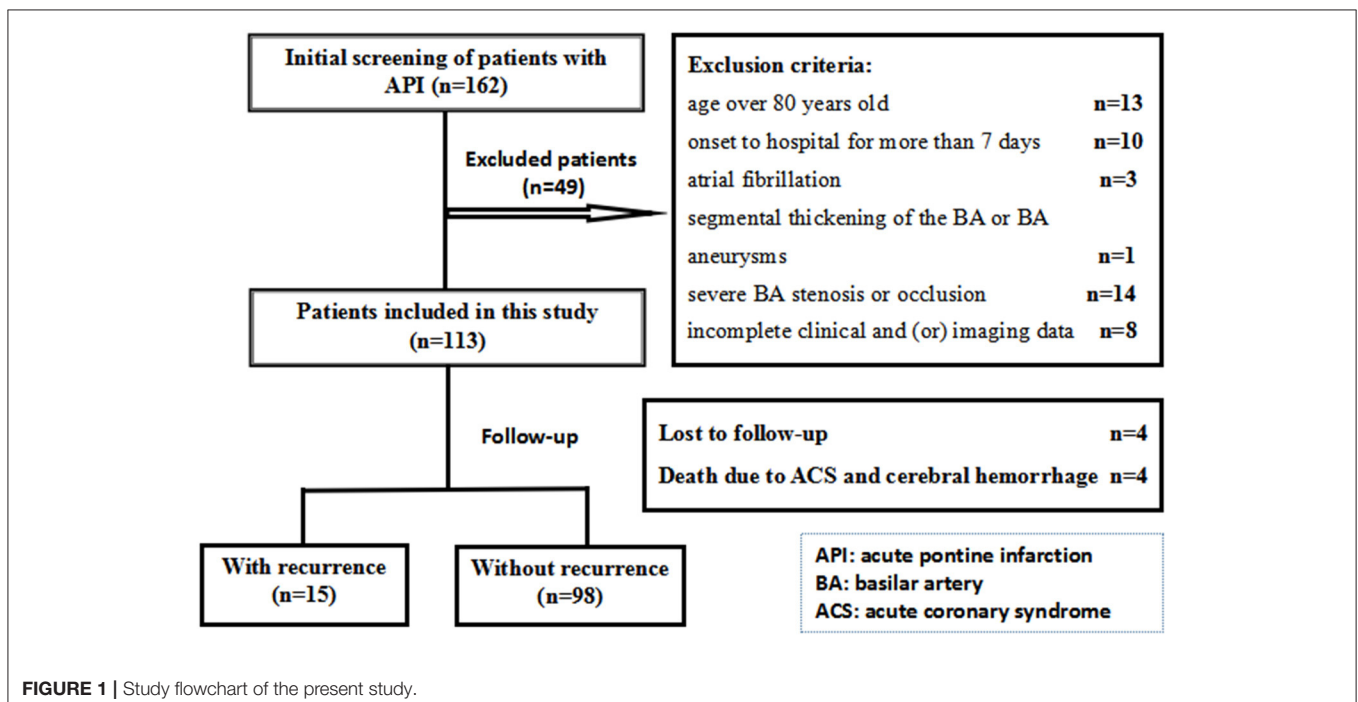 Initial screening of patients with
API (n=162)
Excluded patients
(n=49)
Exclusion criteria:
age over 80 years old n=13
onset to hospital for more than 7 days n=10
atrial fibrillation n=3
segmental thickening of the BA or BA
aneurysms n=1
severe BA stenosis or occlusion n=14
incomplete clinical and (or) imaging data n=8
Patients included in this study
(n=113)
Follow-up
Lost to follow-up n=4
Death due to ACS and cerebral hemorrhage n=4
With recurrence
(n=15)
Without recurrence
(n=98)
API: acute pontine infarction
BA: basilar artery
ACS: acute coronary syndrome
FIGURE 1 | Study flowchart of the present study.